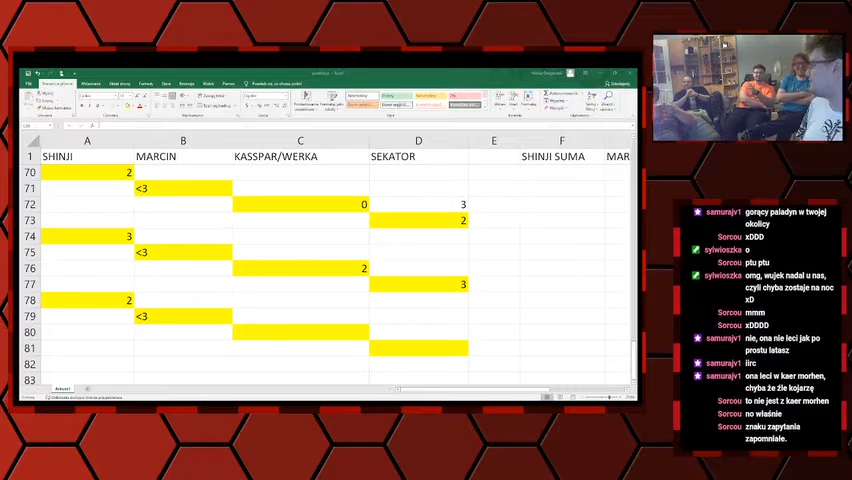 A B C D E F
1 SHINJI MARCIN KASSPAR/WERKA SEKATOR SHINJI SUMA MAR
70 2
71 <3
72 0 3
73 2
74 3
75 <3
76 2
77 3
78 2
79 <3
80
81
82
83
samurajv1 gorący paladyn w twojej
okolicy
Sorcou xDDD
sylwioszka o
Sorcou ptu ptu
sylwioszka omg, wujek nadal u nas,
czyli chyba zostaje na noc
xD
Sorcou mmm
Sorcou xDDDD
samurajv1 nie, ona nie leci jak po
prostu latasz
samurajv1 iirc
samurajv1 ona leci w kaer morhen,
chyba że źle kojarzę
Sorcou to nie jest z kaer morhen
Sorcou no właśnie
Sorcou znaku zapytania
zapomniałe.